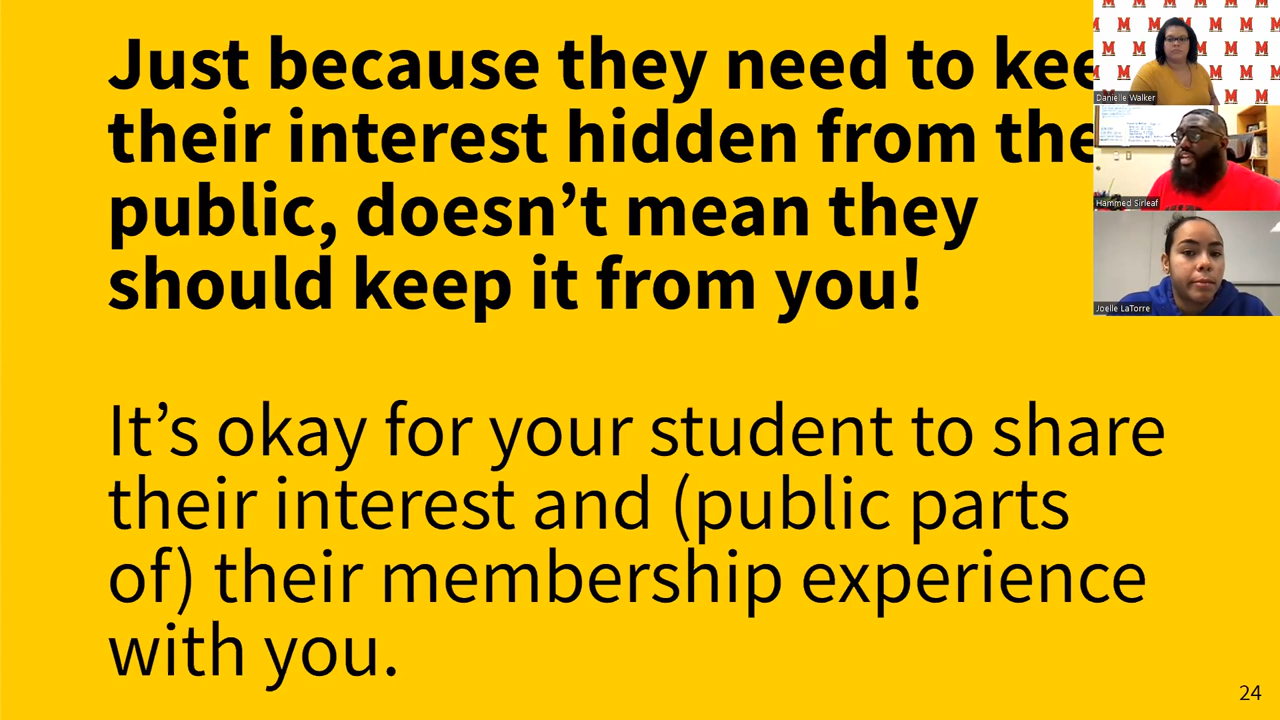 Just because they need to kee
their interest hidden from the
public, doesn’t mean they
should keep it from you!
It’s okay for your student to share
their interest and (public parts
of) their membership experience
with you.
24
Danielle Walker
Hammed Sirleaf
Joelle LaTorre